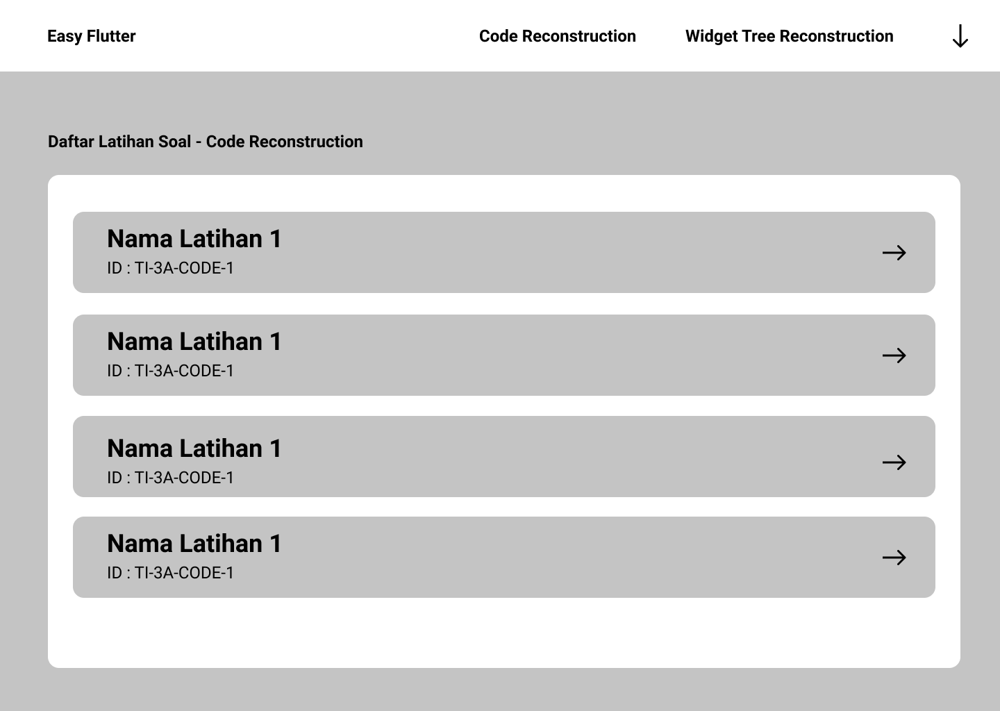 Easy Flutter
Code Reconstruction
Widget Tree Reconstruction
Daftar Latihan Soal - Code Reconstruction
Nama Latihan 1
ID : TI-3A-CODE-1
Nama Latihan 1
ID : TI-3A-CODE-1
Nama Latihan 1
ID : TI-3A-CODE-1
Nama Latihan 1
ID : TI-3A-CODE-1